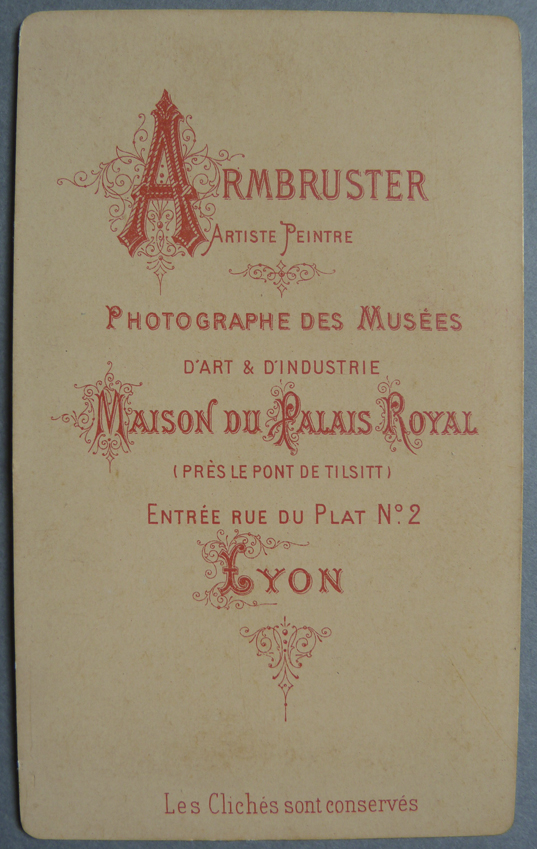 ARMBRUSTER
ARTISTE PEINTRE
PHOTOGRAPHE DES MUSÉES
D'ART & D'INDUSTRIE
MAISON DU PALAIS ROYAL
(PRÈS LE PONT DE TILSITT)
ENTRÉE RUE DU PLAT Nº. 2
LYON
Les Clichés sont conservés